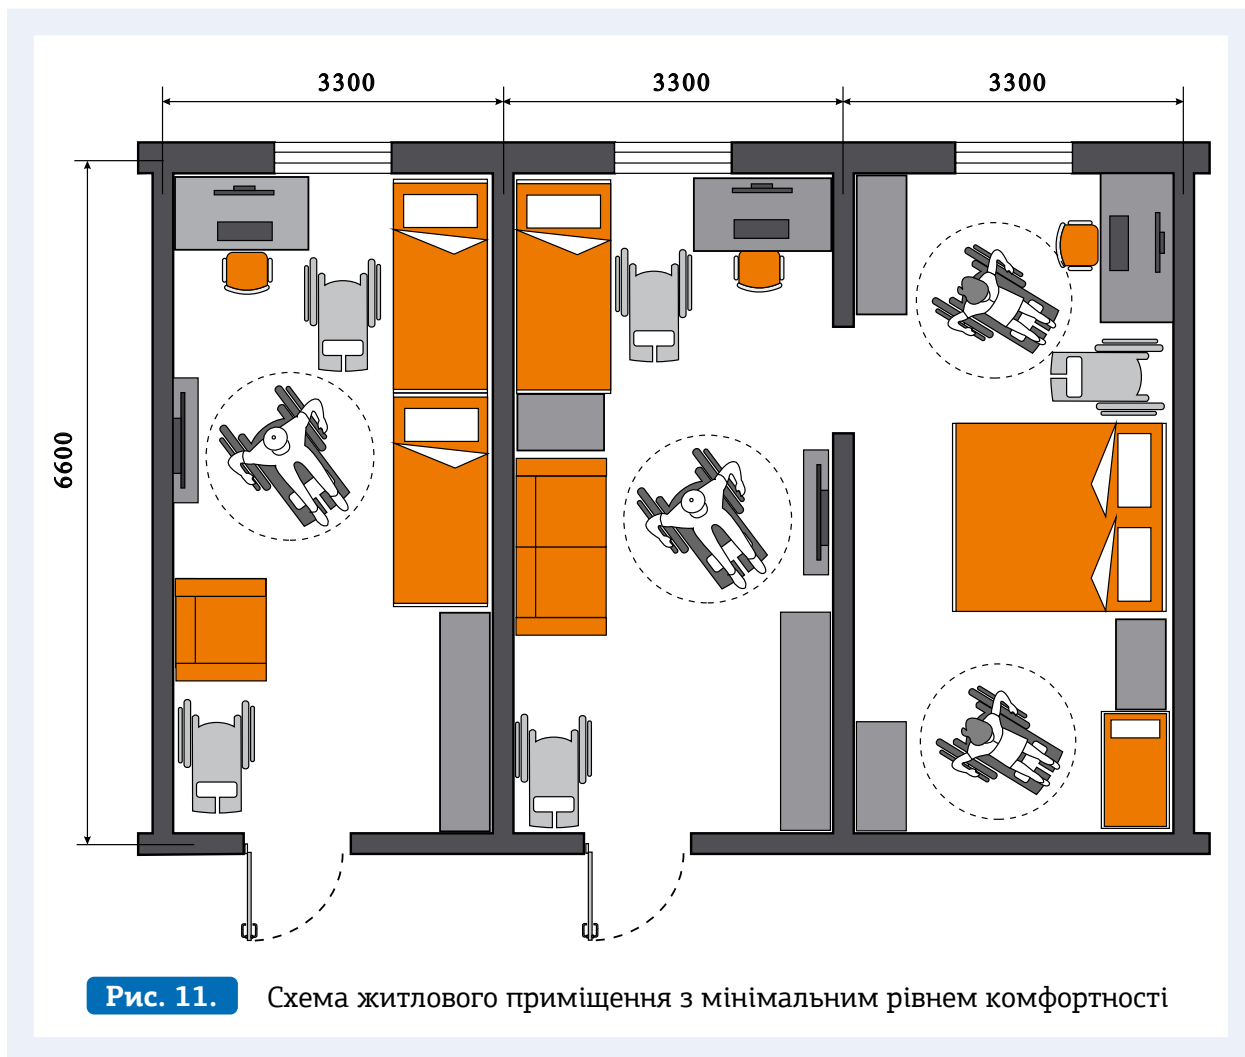 3300
3300
3300
6600
Рис. 11.
Схема житлового приміщення з мінімальним рівнем комфортності